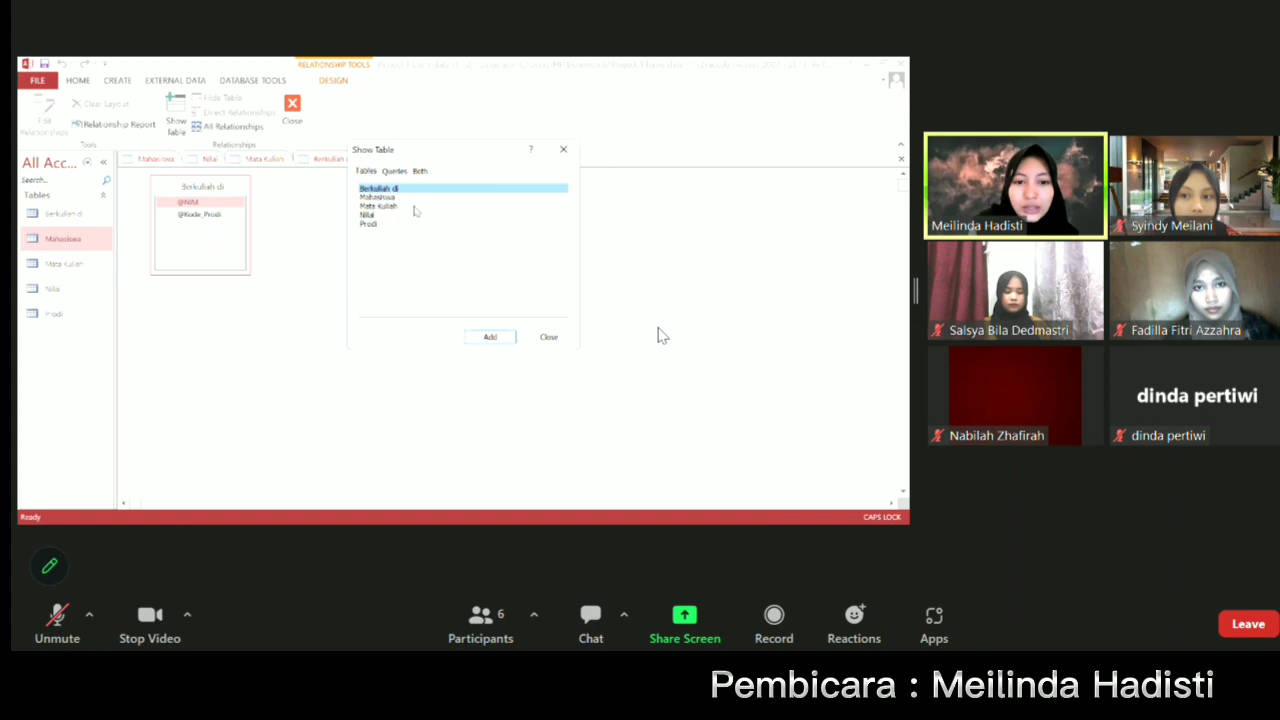 RELATIONSHIP TOOLS
FILE HOME CREATE EXTERNAL DATA DATABASE TOOLS DESIGN
Edit Relationships
Clear Layout
Relationship Report
Tools
Show Table
Hide Table
Direct Relationships
All Relationships
Relationships
Close
All Acc...
Search...
Tables
Berkuliah di
Mahasiswa
Mata Kuliah
Nilai
Prodi
Mahasiswa Nilai Mata Kuliah Berkuliah
Berkuliah di
@NIM
@Kode_Prodi
Show Table ?
Tables Queries Both
Berkuliah di
Mahasiswa
Mata Kuliah
Nilai
Prodi
Add Close
Ready CAPS LOCK
Meilinda Hadisti
Syindy Meilani
Salsya Bila Dedmastri
Fadilla Fitri Azzahra
Nabilah Zhafirah
dinda pertiwi
dinda pertiwi
Unmute Stop Video Participants 6 Chat Share Screen Record Reactions Apps Leave
Pembicara : Meilinda Hadisti